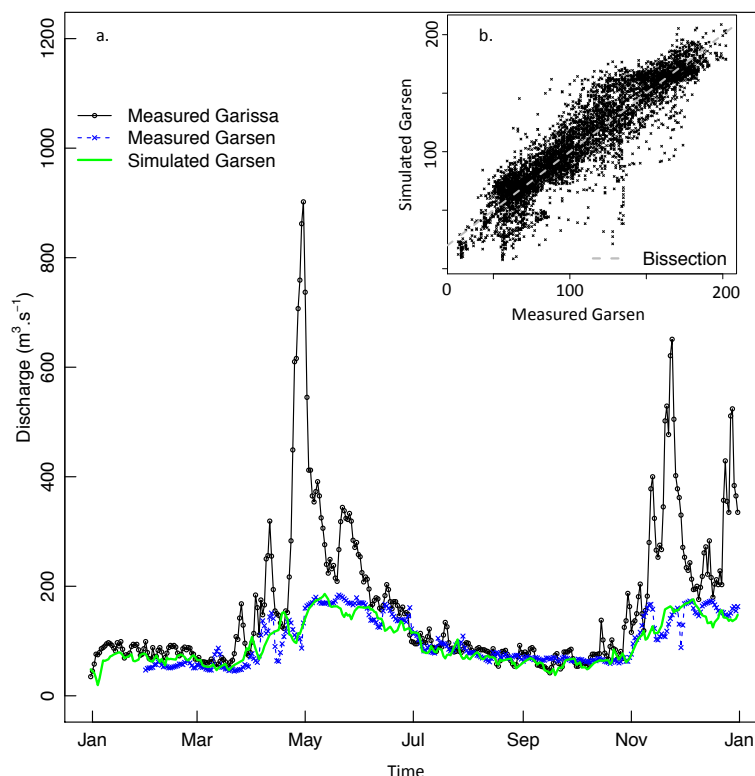 a.
Measured Garissa
Measured Garsen
Simulated Garsen
Discharge (m³.s⁻¹)
1200
1000
800
600
400
200
0
Jan
Mar
May
Jul
Sep
Nov
Jan
Time
b.
Simulated Garsen
200
100
0
0
100
200
Measured Garsen
Bissection